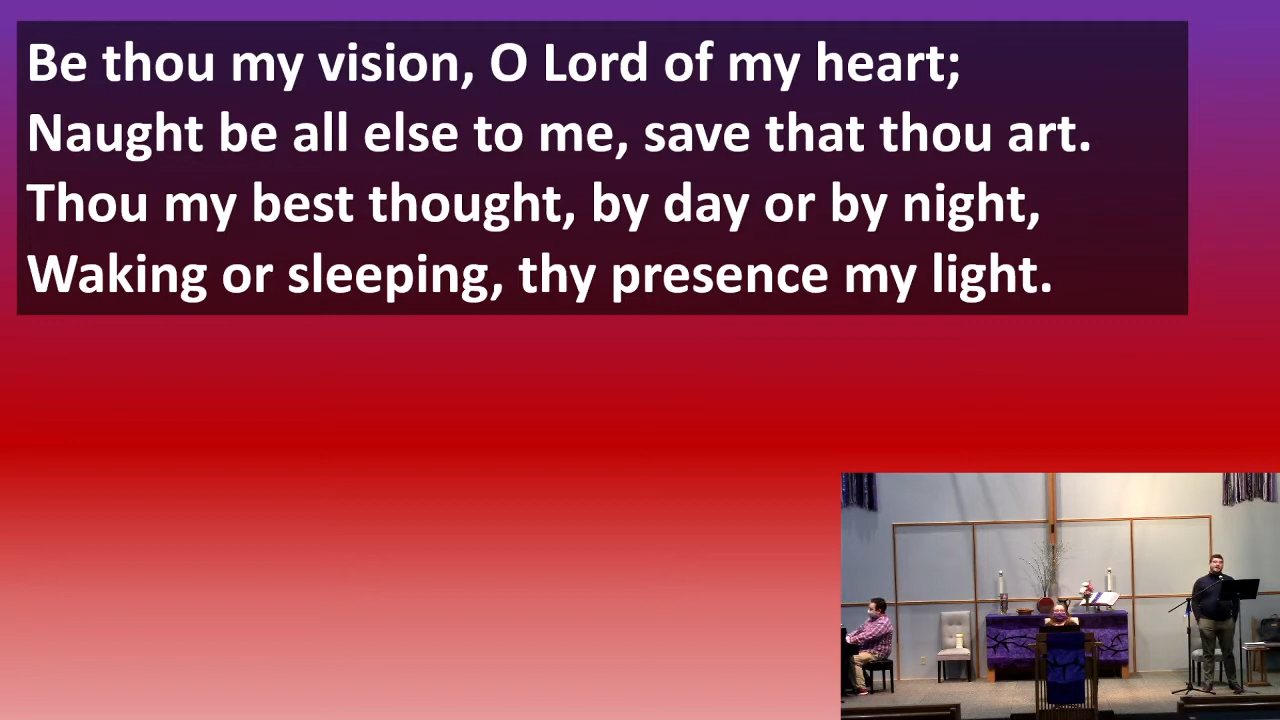 Be thou my vision, O Lord of my heart;
Naught be all else to me, save that thou art.
Thou my best thought, by day or by night,
Waking or sleeping, thy presence my light.